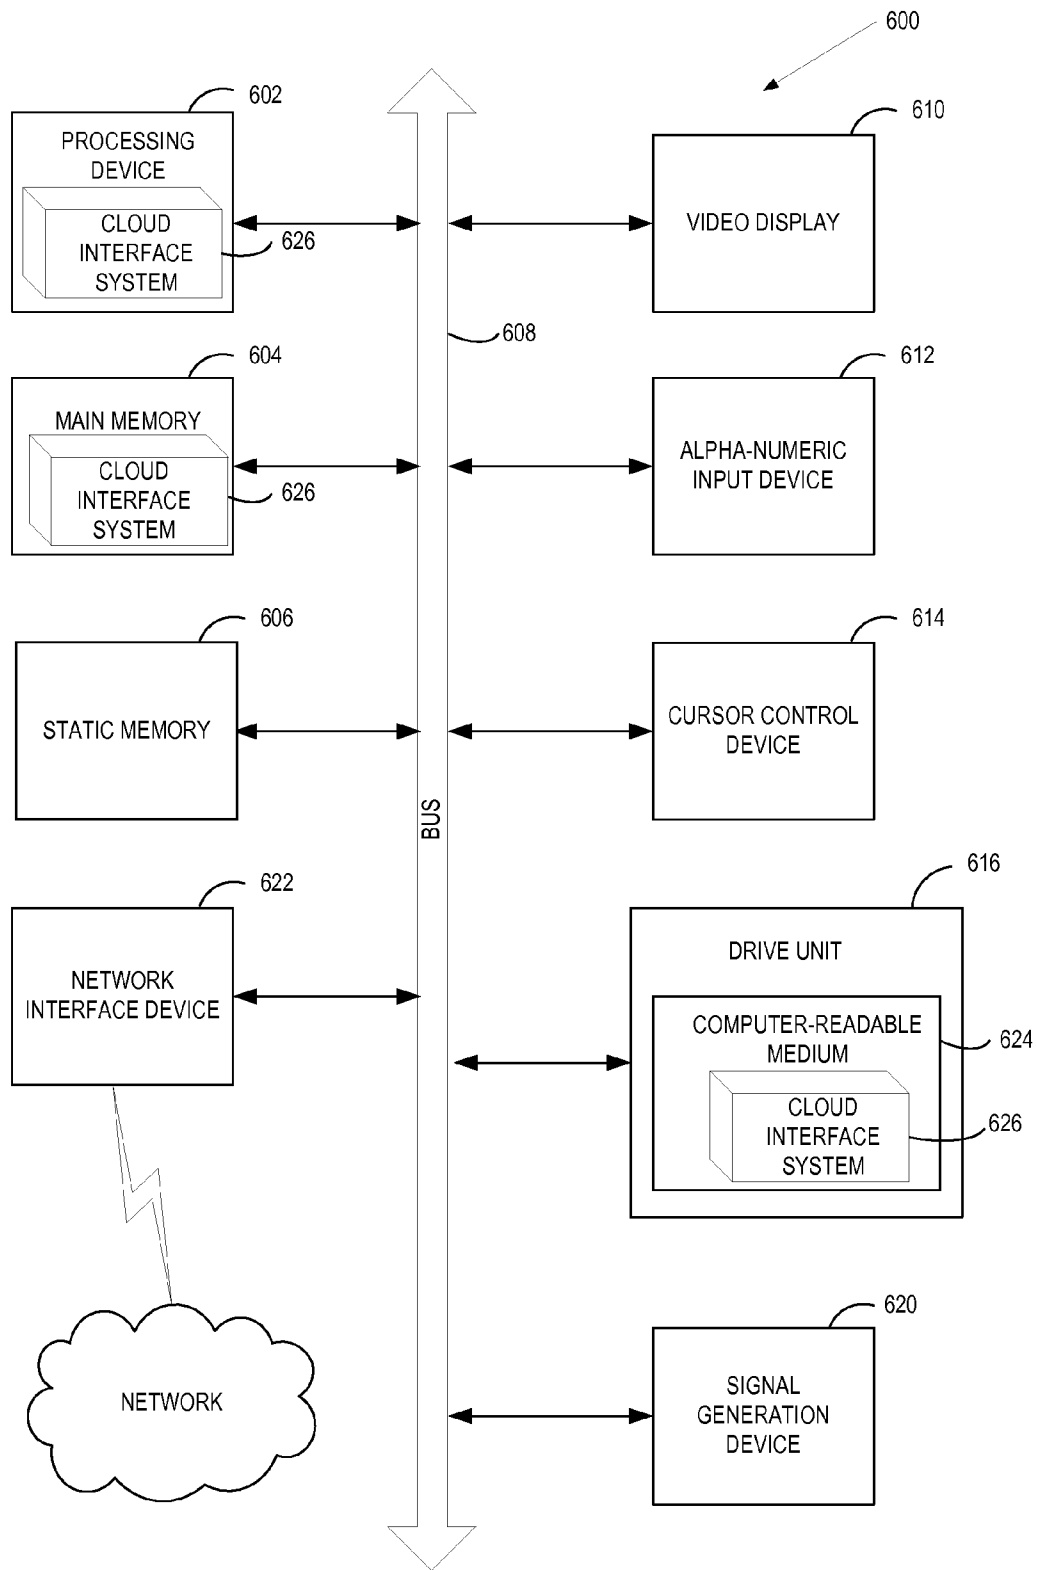 600
602
PROCESSING
DEVICE
CLOUD
INTERFACE
SYSTEM
626
610
VIDEO DISPLAY
608
604
MAIN MEMORY
CLOUD
INTERFACE
SYSTEM
626
612
ALPHA-NUMERIC
INPUT DEVICE
606
STATIC MEMORY
614
CURSOR CONTROL
DEVICE
BUS
622
NETWORK
INTERFACE DEVICE
616
DRIVE UNIT
COMPUTER-READABLE
MEDIUM
624
CLOUD
INTERFACE
SYSTEM
626
NETWORK
620
SIGNAL
GENERATION
DEVICE